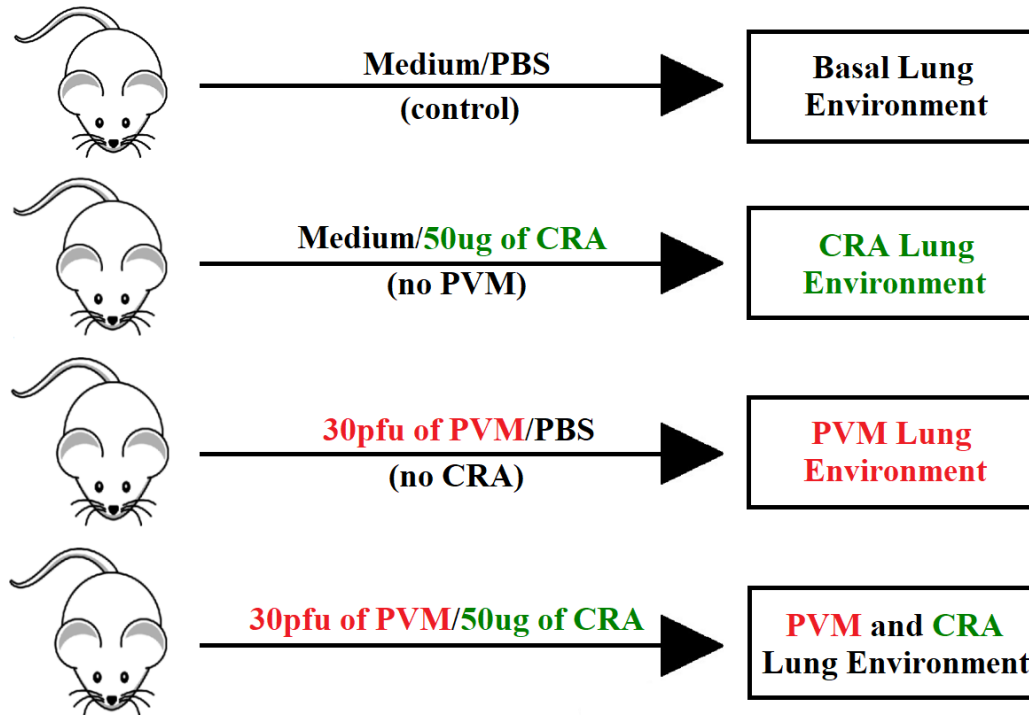 Medium/PBS
(control)
Basal Lung
Environment
Medium/50ug of CRA
(no PVM)
CRA Lung
Environment
30pfu of PVM/PBS
(no CRA)
PVM Lung
Environment
30pfu of PVM/50ug of CRA
PVM and CRA
Lung Environment